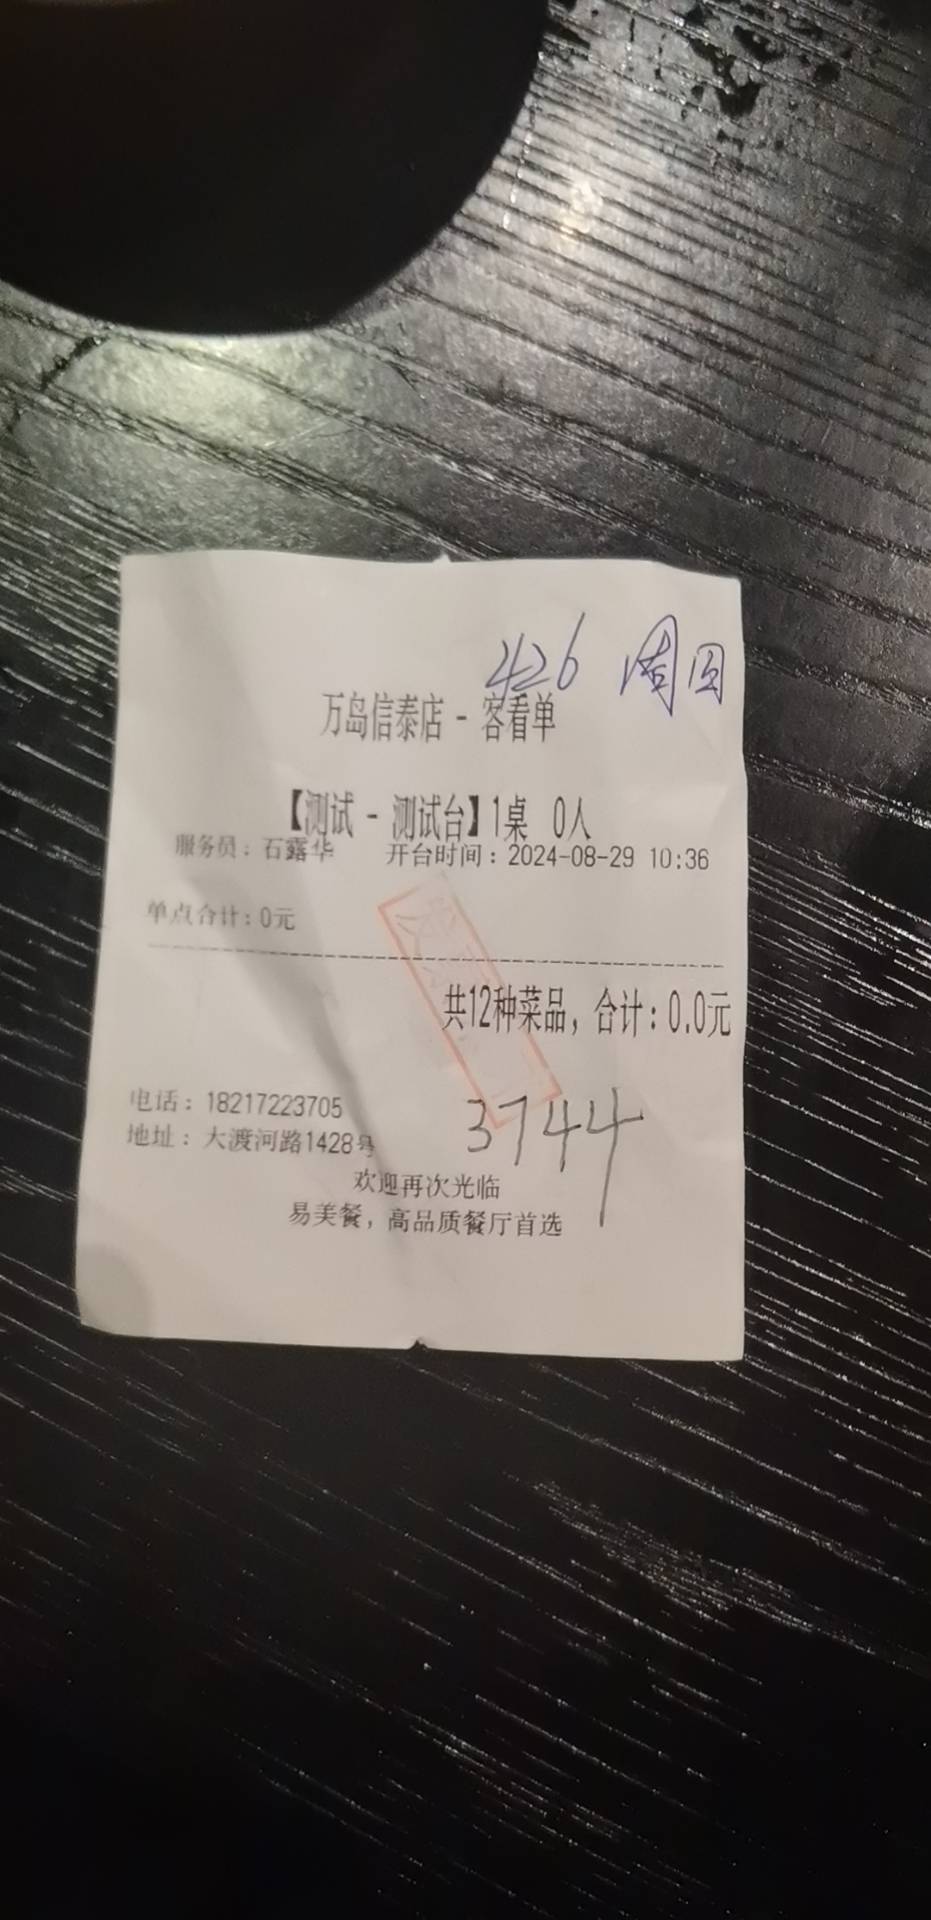 426 周囚
万岛信泰店 - 客看单
【测试 - 测试台】1桌 0人
服务员：石露华 开台时间：2024-08-29 10:36
单点合计：0元
共12种菜品，合计：0.0元
电话：18217223705
3744
地址：大渡河路1428号
欢迎再次光临
易美餐，高品质餐厅首选